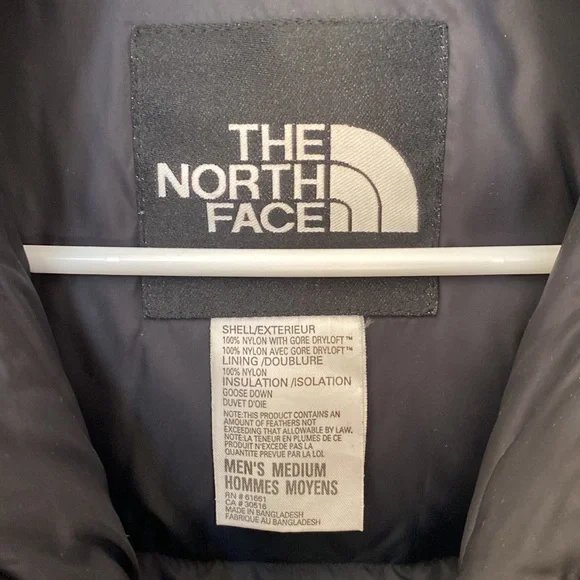 THE
NORTH
FACE
SHELL/EXTERIEUR
100% NYLON WITH GORE DRYLOFT™
100% NYLON AVEC GORE DRYLOFT™
LINING /DOUBLURE
100% NYLON
INSULATION /ISOLATION
GOOSE DOWN
DUVET D'OIE
NOTE:THIS PRODUCT CONTAINS AN
AMOUNT OF FEATHERS NOT
EXCEEDING THAT ALLOWABLE BY LAW.
NOTE:LA TENEUR EN PLUMES DE CE
PRODUIT N'EXCEDE PAS LA
QUANTITE PREVUE PAR LA LOI.
MEN'S MEDIUM
HOMMES MOYENS
RN # 61661
CA # 30516
MADE IN BANGLADESH
FABRIQUE AU BANGLADESH